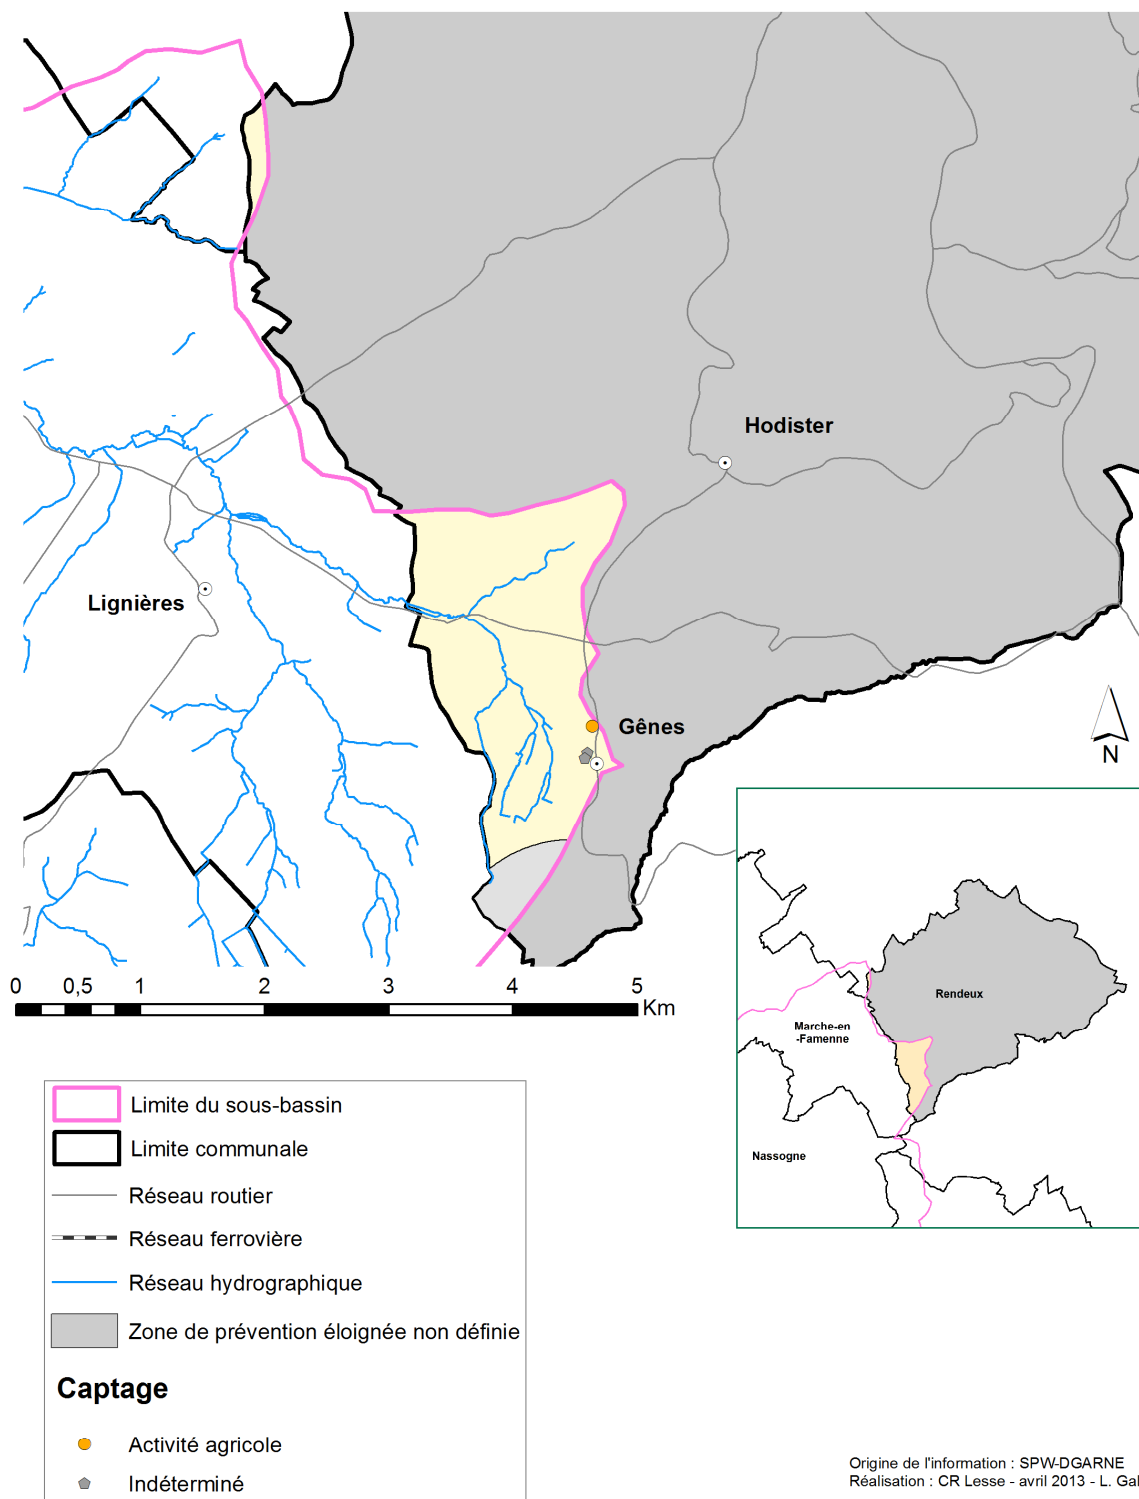 Hodister
Lignières
Gênes
N
0 0,5 1 2 3 4 5
Km
Rendeux
Marche-en
-Famenne
Nassogne
Limite du sous-bassin
Limite communale
Réseau routier
Réseau ferrovière
Réseau hydrographique
Zone de prévention éloignée non définie
Captage
Activité agricole
Indéterminé
Origine de l'information : SPW-DGARNE
Réalisation : CR Lesse - avril 2013 - L. Gal